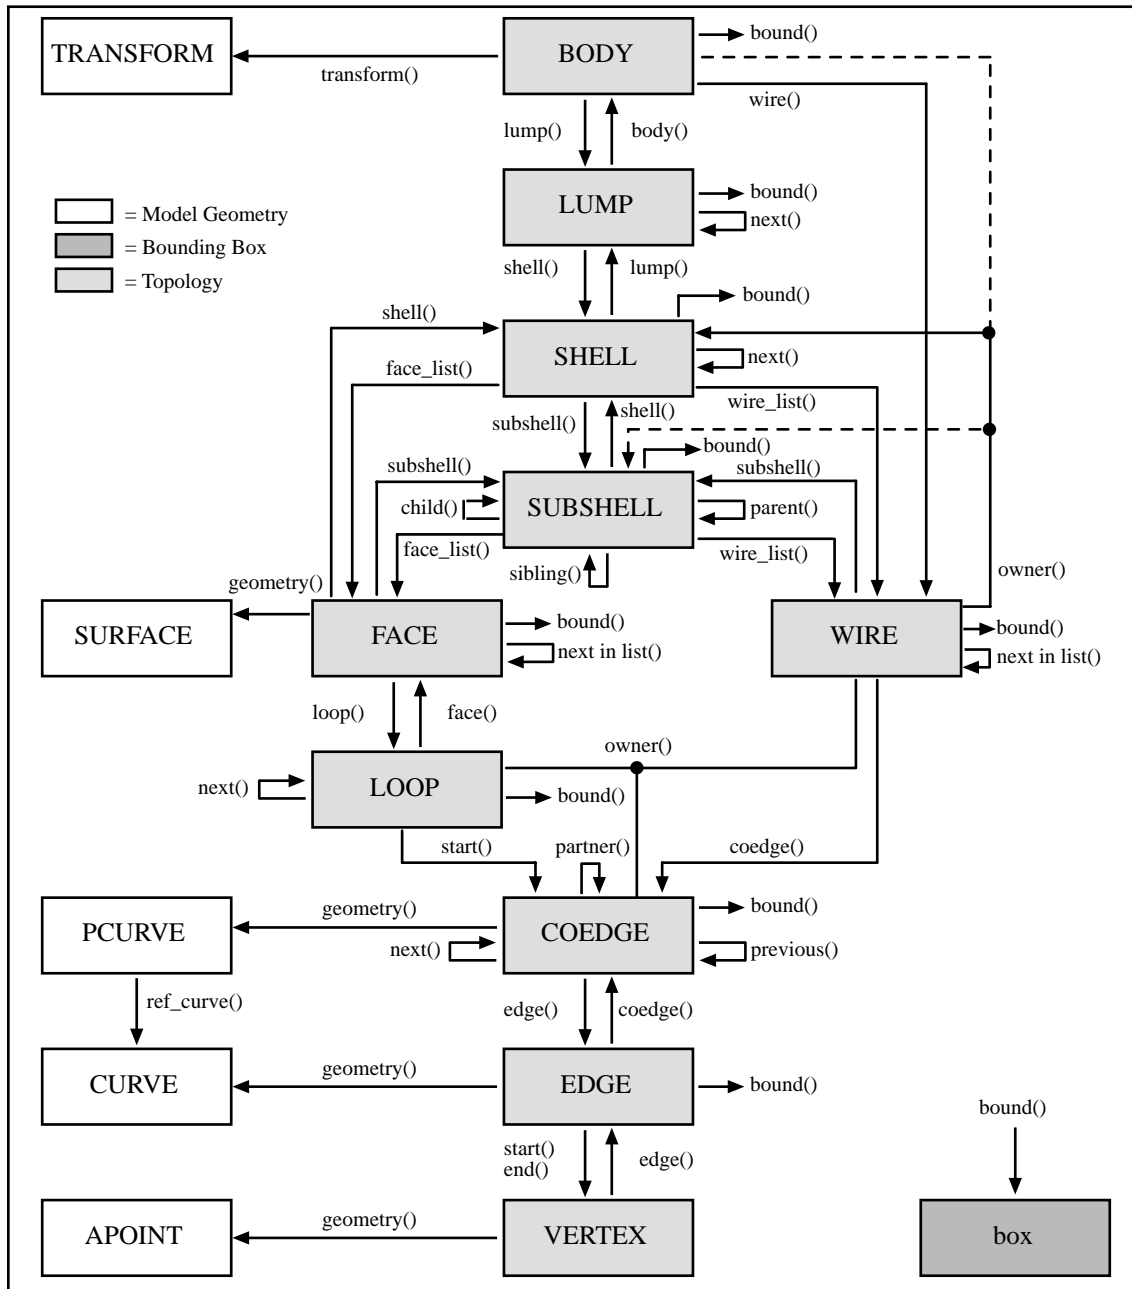 TRANSFORM
BODY
bound()
transform()
wire()
lump()
body()
LUMP
bound()
next()
= Model Geometry
= Bounding Box
= Topology
shell()
lump()
bound()
shell()
SHELL
next()
face_list()
wire_list()
subshell()
shell()
bound()
subshell()
subshell()
child()
SUBSHELL
parent()
face_list()
wire_list()
sibling()
owner()
geometry()
SURFACE
FACE
bound()
next in list()
WIRE
bound()
next in list()
loop()
face()
owner()
next()
LOOP
bound()
start()
partner()
coedge()
PCURVE
geometry()
COEDGE
bound()
next()
previous()
ref_curve()
edge()
coedge()
CURVE
geometry()
EDGE
bound()
bound()
start()
end()
edge()
APOINT
geometry()
VERTEX
box